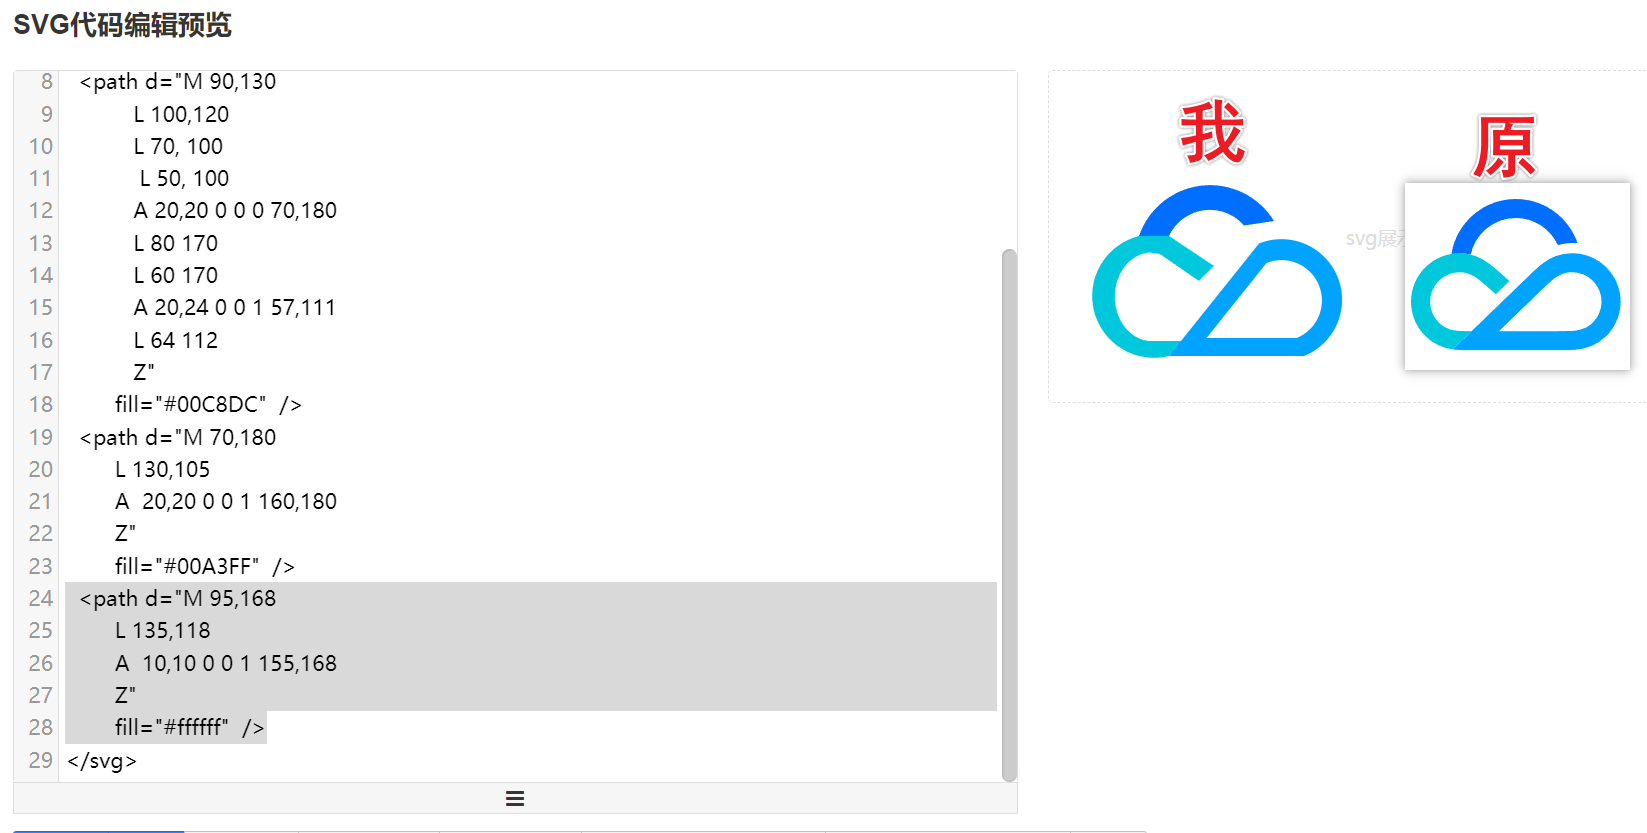 SVG代码编辑预览
8 <path d="M 90,130
9 L 100,120
10 L 70, 100
11 L 50, 100
12 A 20,20 0 0 0 70,180
13 L 80 170
14 L 60 170
15 A 20,24 0 0 1 57,111
16 L 64 112
17 Z"
18 fill="#00C8DC" />
19 <path d="M 70,180
20 L 130,105
21 A 20,20 0 0 1 160,180
22 Z"
23 fill="#00A3FF" />
24 <path d="M 95,168
25 L 135,118
26 A 10,10 0 0 1 155,168
27 Z"
28 fill="#ffffff" />
29 </svg>
我
原
svg展